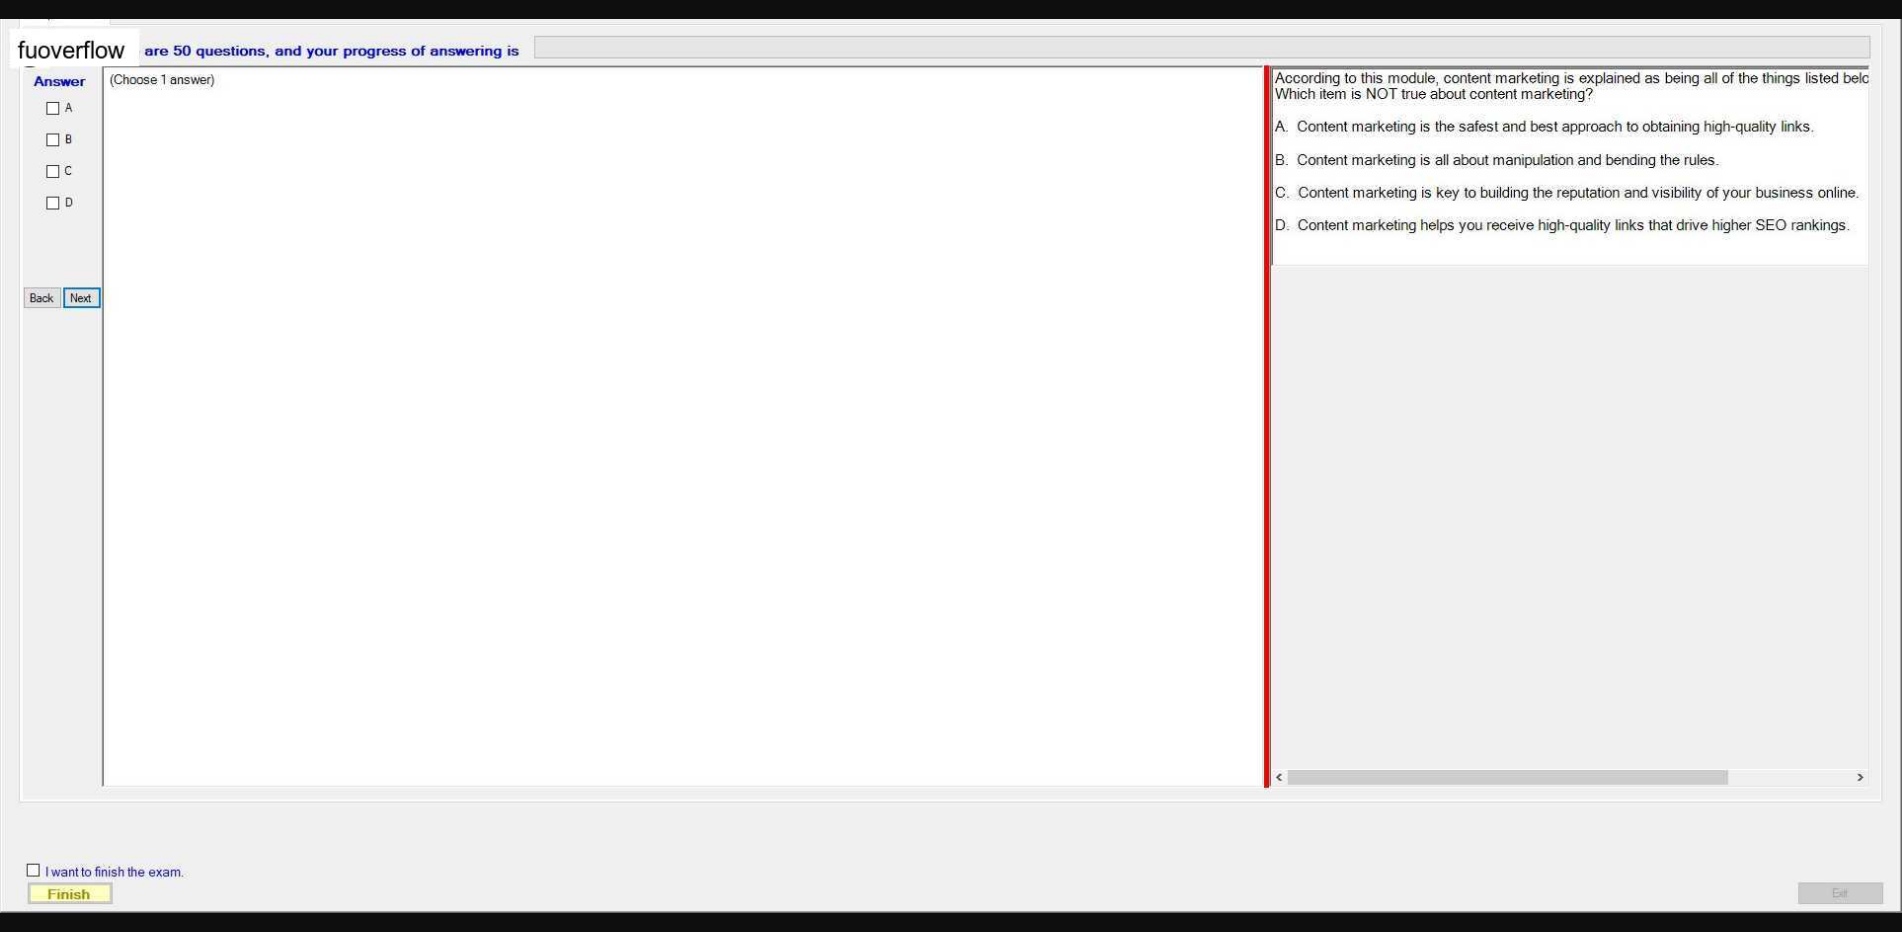 fuoverflow are 50 questions, and your progress of answering is
Answer
A
B
C
D
Back Next
(Choose 1 answer)
According to this module, content marketing is explained as being all of the things listed
Which item is NOT true about content marketing?
A. Content marketing is the safest and best approach to obtaining high-quality links.
B. Content marketing is all about manipulation and bending the rules.
C. Content marketing is key to building the reputation and visibility of your business online.
D. Content marketing helps you receive high-quality links that drive higher SEO rankings.
I want to finish the exam.
Finish
Exit